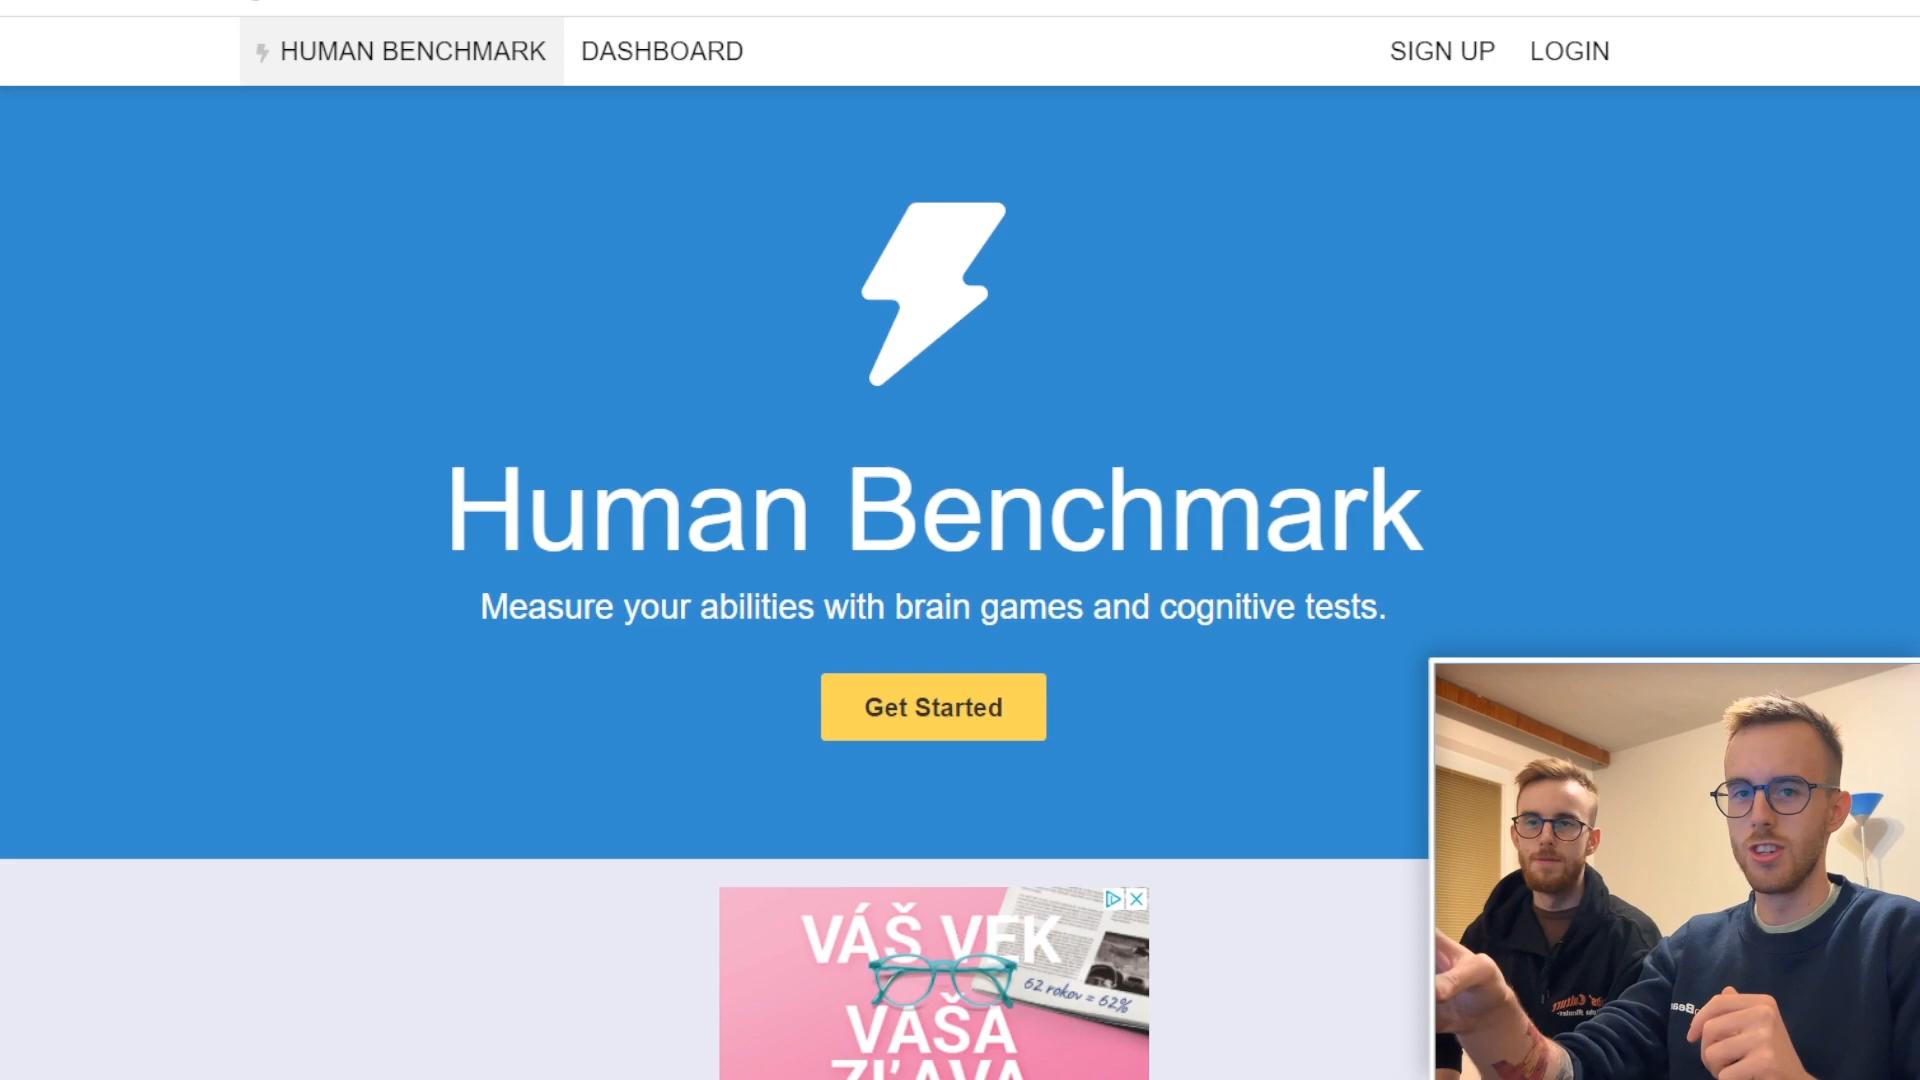 HUMAN BENCHMARK DASHBOARD SIGN UP LOGIN
Human Benchmark
Measure your abilities with brain games and cognitive tests.
Get Started
VÁŠ VEK
62 rokov = 62%
VAŠA
ZĽAVA